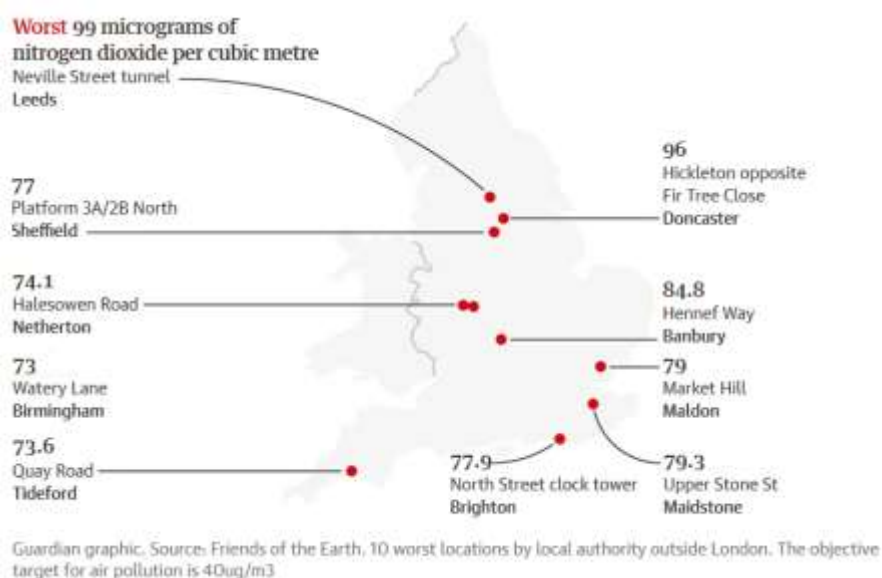 Worst 99 micrograms of
nitrogen dioxide per cubic metre
Neville Street tunnel
Leeds
96
Hickleton opposite
Fir Tree Close
Doncaster
77
Platform 3A/2B North
Sheffield
74.1
Halesowen Road
Netherton
84.8
Hennef Way
Banbury
73
Watery Lane
Birmingham
79
Market Hill
Maldon
73.6
Quay Road
Tideford
77.9
North Street clock tower
Brighton
79.3
Upper Stone St
Maidstone
Guardian graphic. Source: Friends of the Earth. 10 worst locations by local authority outside London. The objective
target for air pollution is 40ug/m3